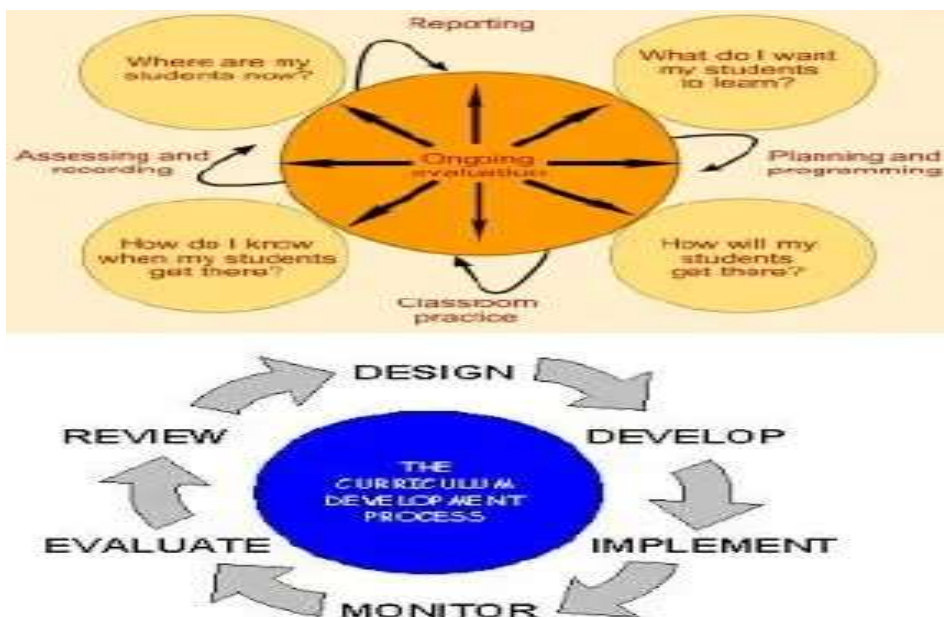 Reporting
Where are my
students now?
What do I want
my students
to learn?
Assessing and
recording
Ongoing
evaluation
Planning and
programming
How do I know
when my students
get there?
How will my
students
get there?
Classroom
practice
DESIGN
REVIEW
DEVELOP
THE
CURRICULUM
DEVELOPMENT
PROCESS
EVALUATE
IMPLEMENT
MONITOR